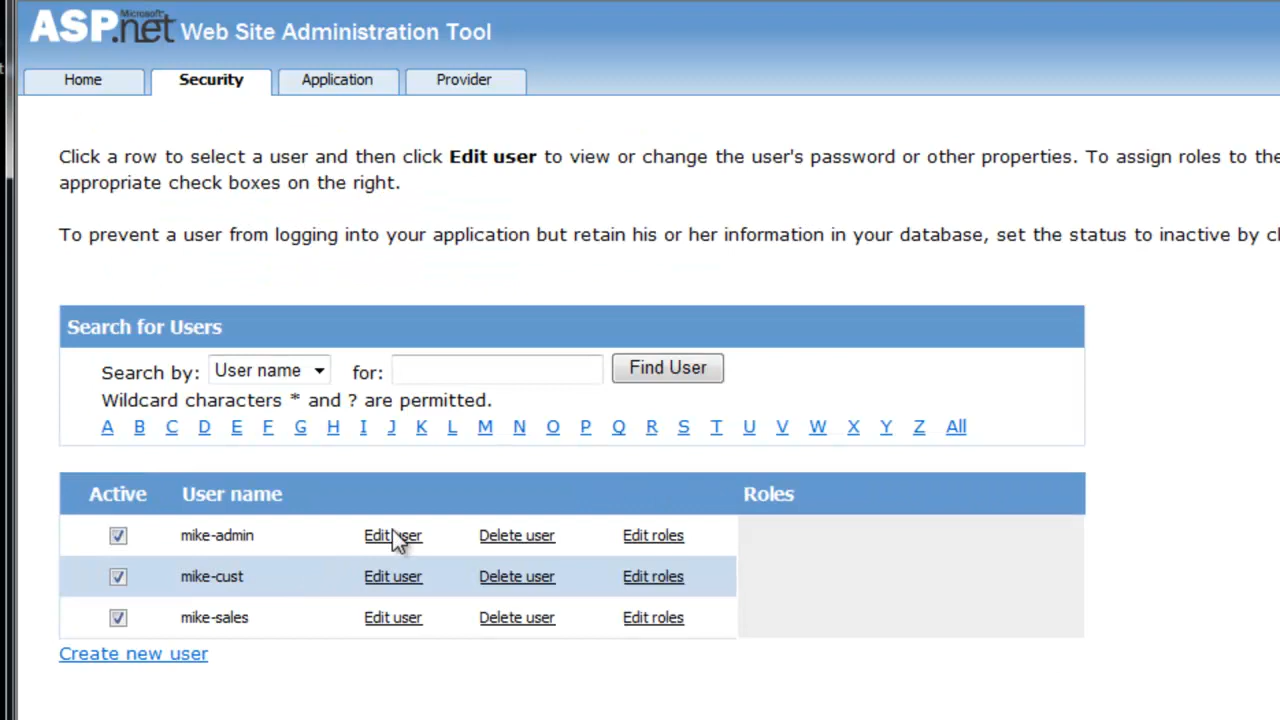 Microsoft®
ASP.net Web Site Administration Tool
Home Security Application Provider
Click a row to select a user and then click Edit user to view or change the user's password or other properties. To assign roles to the
appropriate check boxes on the right.
To prevent a user from logging into your application but retain his or her information in your database, set the status to inactive by
Search for Users
Search by: User name for: Find User
Wildcard characters * and ? are permitted.
A B C D E F G H I J K L M N O P Q R S T U V W X Y Z All
Active User name Roles
mike-admin Edit user Delete user Edit roles
mike-cust Edit user Delete user Edit roles
mike-sales Edit user Delete user Edit roles
Create new user